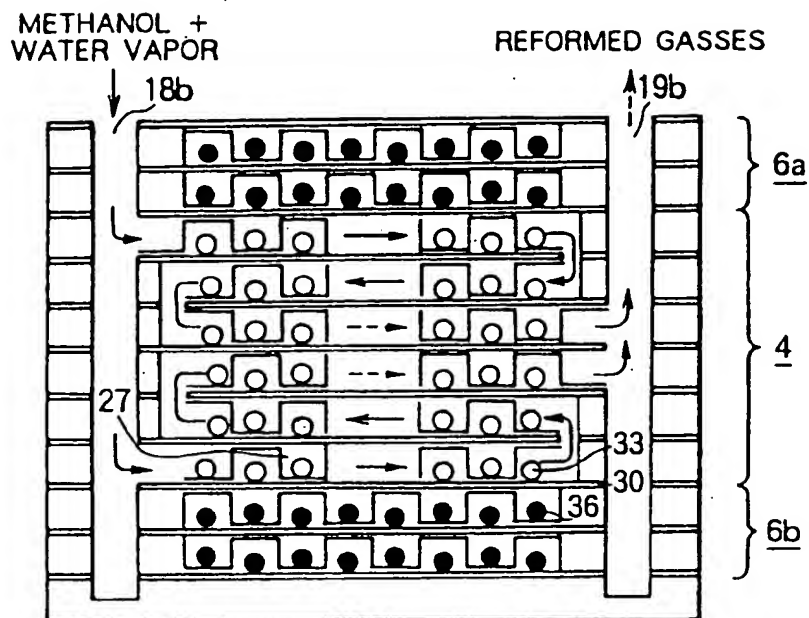 METHANOL +
WATER VAPOR
REFORMED GASSES
18b
19b
6a
4
27
33
30
36
6b